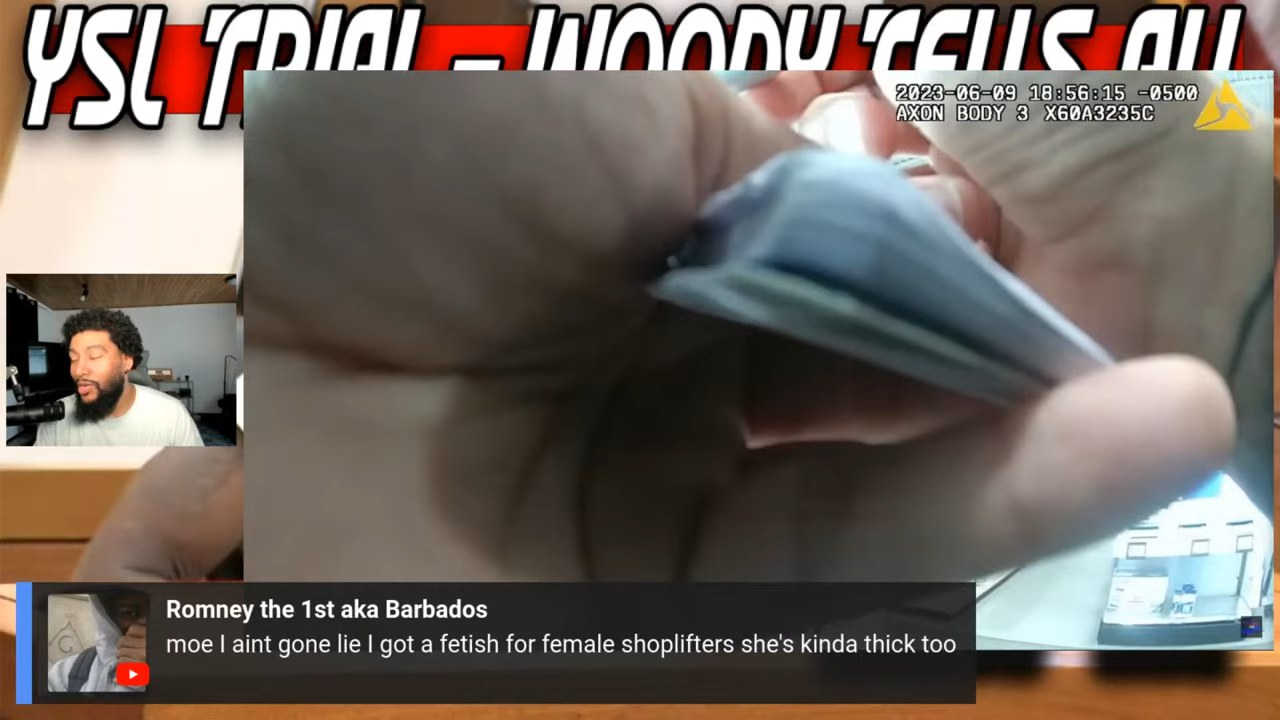 YSL TRIAL - WOODY TELLS ALL
2023-06-09 18:56:15 -0500
AXON BODY 3 X60A3235C
Romney the 1st aka Barbados
moe I aint gone lie I got a fetish for female shoplifters she's kinda thick too